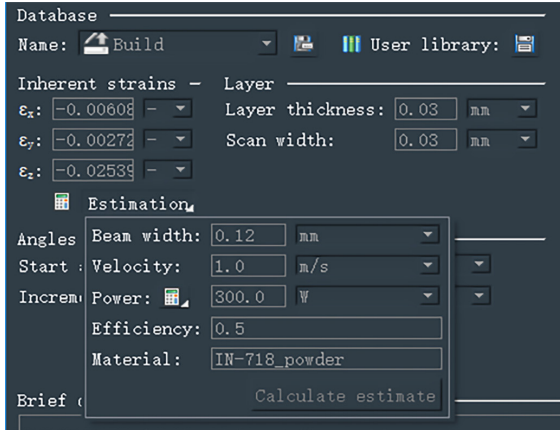 Database
Name: Build User library:
Inherent strains Layer
εx: -0.00608 - Layer thickness: 0.03 mm
εy: -0.00272 - Scan width: 0.03 mm
εz: -0.02539 -
Estimation
Angles
Beam width: 0.12 mm
Start
Velocity: 1.0 m/s
Increm
Power: 300.0 W
Efficiency: 0.5
Material: IN-718_powder
Calculate estimate
Brief